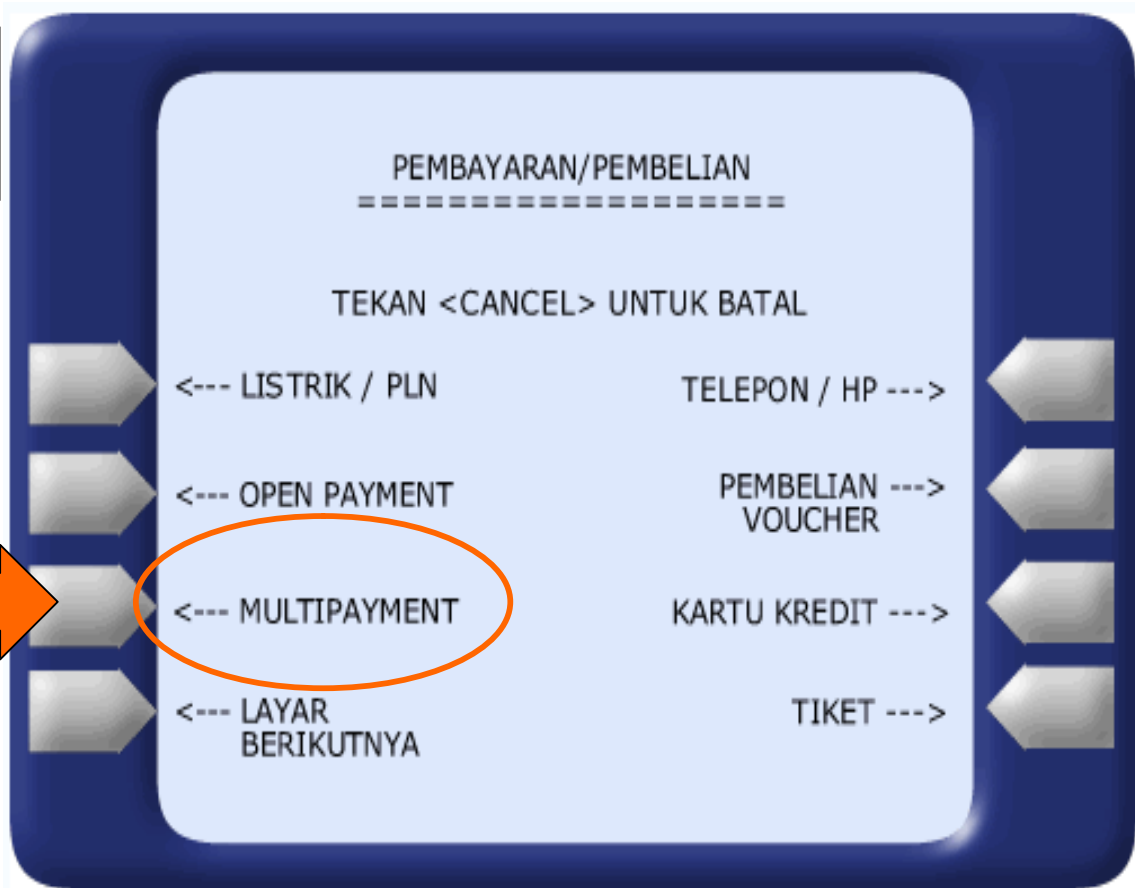 PEMBAYARAN/PEMBELIAN
===================
TEKAN <CANCEL> UNTUK BATAL
<--- LISTRIK / PLN
TELEPON / HP --->
<--- OPEN PAYMENT
PEMBELIAN --->
VOUCHER
<--- MULTIPAYMENT
KARTU KREDIT --->
<--- LAYAR
BERIKUTNYA
TIKET --->